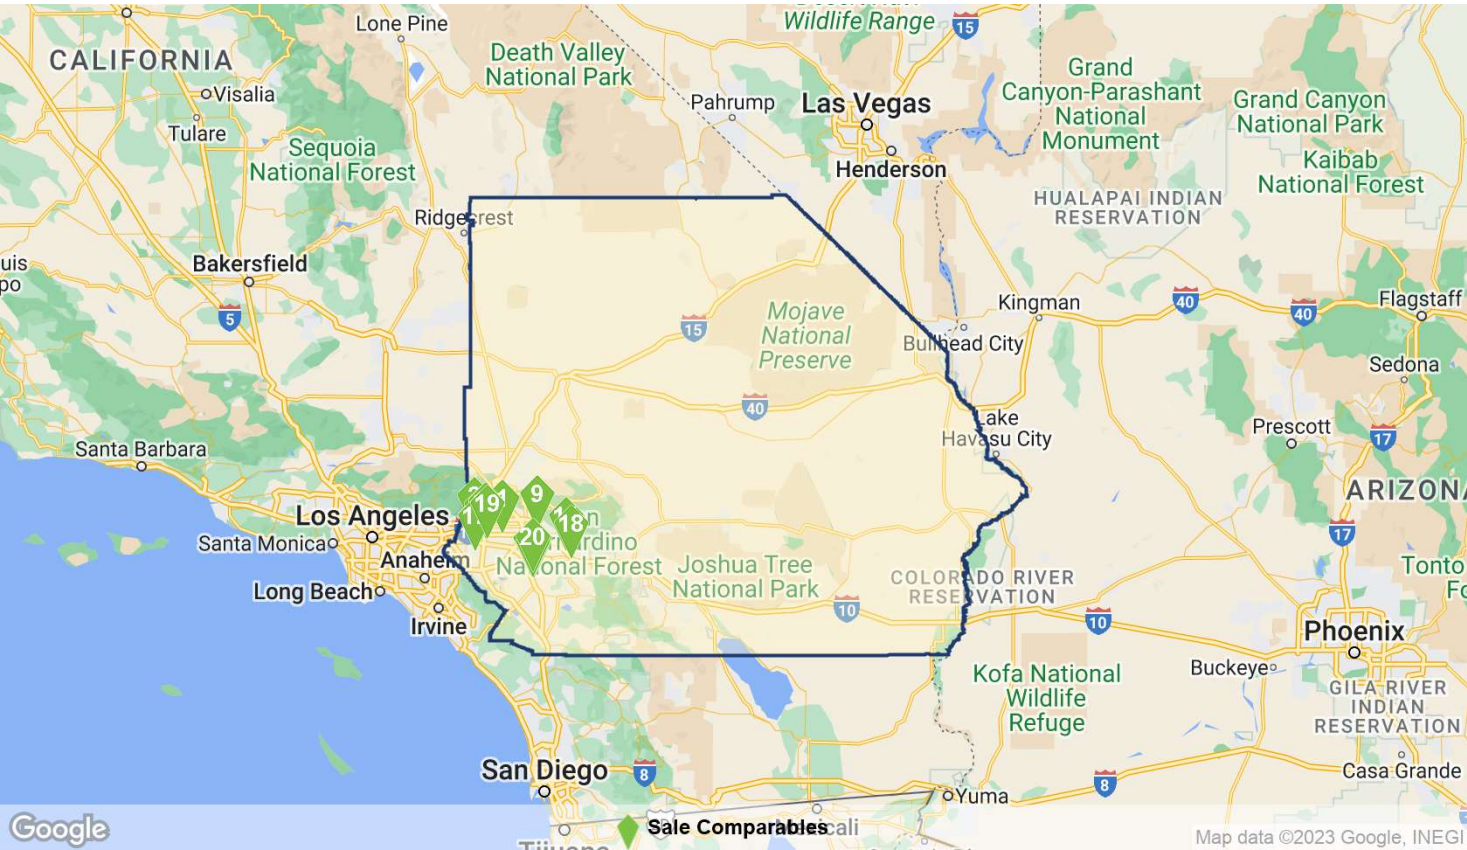 Lone Pine
Wildlife Range
15
CALIFORNIA
Death Valley
National Park
Grand
Canyon-Parashant
National
Monument
Visalia
Pahrump
Las Vegas
Grand Canyon
National Park
Tulare
Sequoia
National Forest
Henderson
Kaibab
National Forest
HUALAPAI INDIAN
RESERVATION
Ridgecrest
uis
po
Bakersfield
5
15
Mojave
National
Preserve
Kingman
40
40
Flagstaff
Bullhead City
Sedona
40
Lake
Havasu City
Prescott
17
Santa Barbara
ARIZONA
9
19
18
20
Los Angeles
Santa Monica
Anaheim
Long Beach
Irvine
National Forest
Joshua Tree
National Park
10
COLORADO RIVER
RESERVATION
17
Tonto
10
Phoenix
Buckeye
Kofa National
Wildlife
Refuge
GILA RIVER
INDIAN
RESERVATION
San Diego
8
8
Casa Grande
Yuma
Google
Sale Comparables
Map data ©2023 Google, INEGI